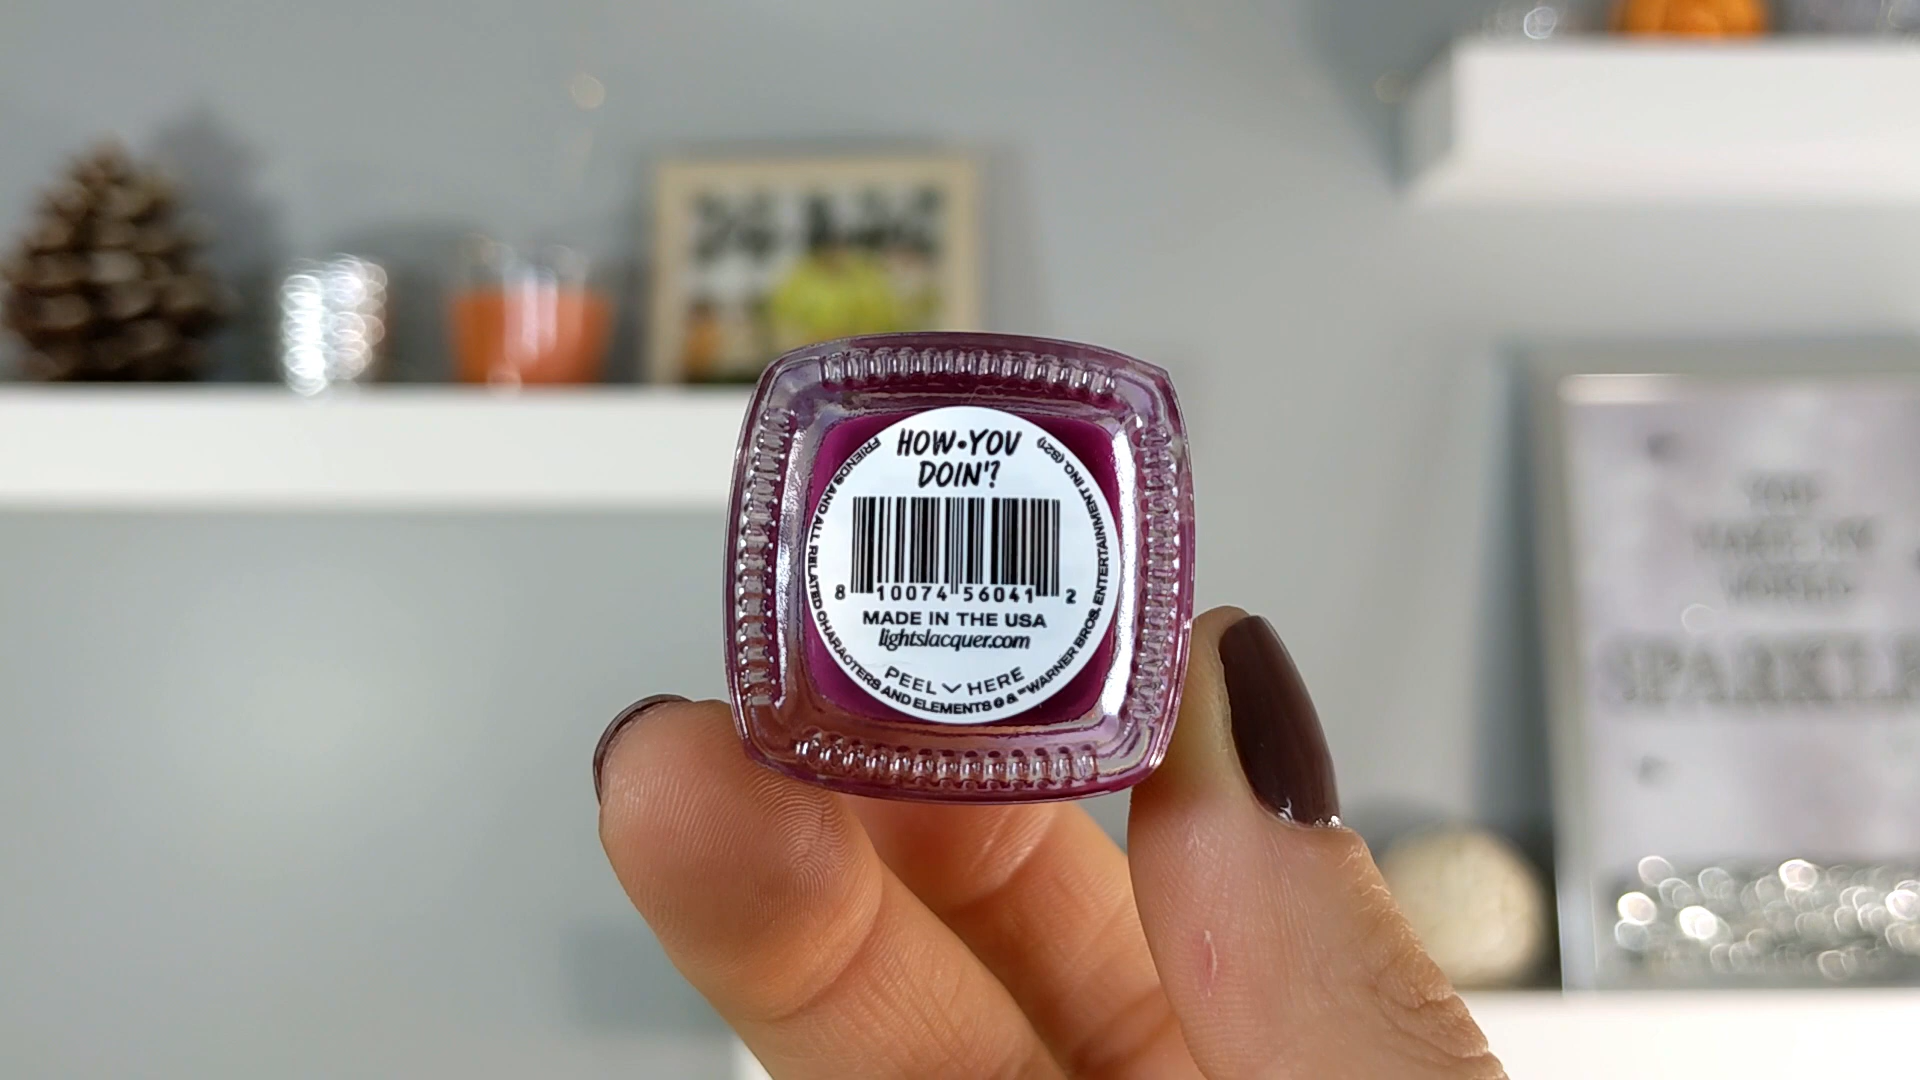 HOW•YOU
DOIN'?
8 10074 56041 2
MADE IN THE USA
lightslacquer.com
PEEL HERE
FRIENDS AND ALL RELATED CHARACTERS AND ELEMENTS © & ™ WARNER BROS. ENTERTAINMENT INC. (S21)
SPARKLE